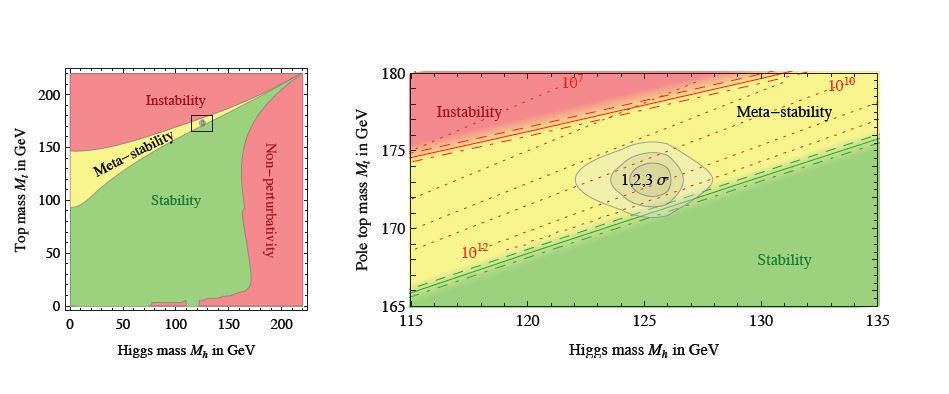 Top mass Mt in GeV
200
150
100
50
0
Instability
Meta−stability
Stability
Non−perturbativity
0 50 100 150 200
Higgs mass Mh in GeV
Pole top mass Mt in GeV
180
175
170
165
10^7
10^10
Instability
Meta−stability
1,2,3 σ
10^12
Stability
115 120 125 130 135
Higgs mass Mh in GeV